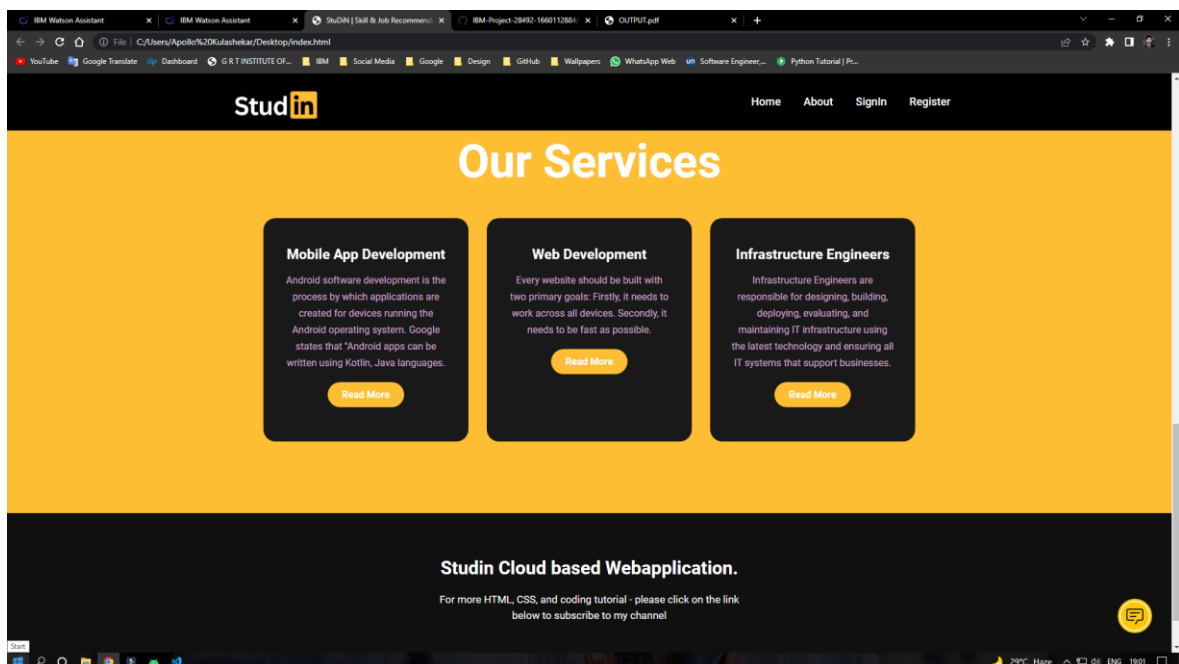 IBM Watson Assistant
IBM Watson Assistant
StuDiN | Skill & Job Recommend
IBM-Project-28492-1660112884/
OUTPUT.pdf
File | C:/Users/Apollo%20Kulashekar/Desktop/index.html
YouTube
Google Translate
Dashboard
G R T INSTITUTE OF...
IBM
Social Media
Google
Design
GitHub
Wallpapers
WhatsApp Web
un
Software Engineer,...
Python Tutorial | Pr...
Studin
Home
About
SignIn
Register
Our Services
Mobile App Development
Android software development is the
process by which applications are
created for devices running the
Android operating system. Google
states that "Android apps can be
written using Kotlin, Java languages.
Read More
Web Development
Every website should be built with
two primary goals: Firstly, it needs to
work across all devices. Secondly, it
needs to be fast as possible.
Read More
Infrastructure Engineers
Infrastructure Engineers are
responsible for designing, building,
deploying, evaluating, and
maintaining IT infrastructure using
the latest technology and ensuring all
IT systems that support businesses.
Read More
Studin Cloud based Webapplication.
For more HTML, CSS, and coding tutorial - please click on the link
below to subscribe to my channel
Start
29°C Haze
ENG
19:01